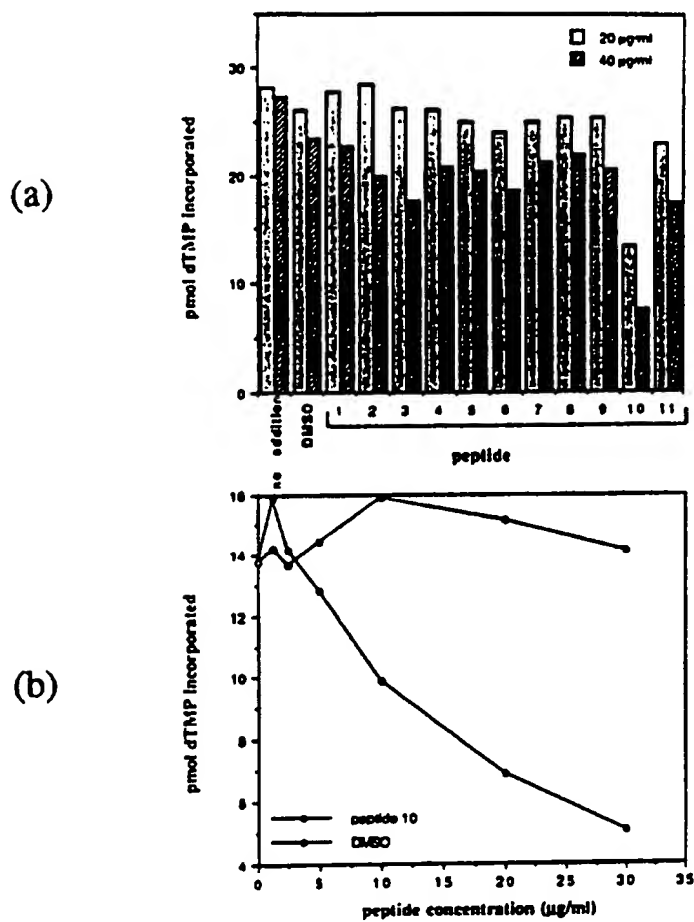 (a)
pmol dTMP Incorporated
30
20
10
0
20 µg/ml
40 µg/ml
no addition
DMSO
1 2 3 4 5 6 7 8 9 10 11
peptide
(b)
pmol dTMP Incorporated
16
14
12
10
8
6
4
peptide 10
DMSO
0 5 10 15 20 25 30 35
peptide concentration (µg/ml)